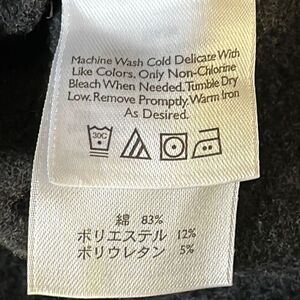 Machine Wash Cold Delicate With
Like Colors. Only Non-Chlorine
Bleach When Needed. Tumble Dry
Low. Remove Promptly. Warm Iron
As Desired.
30C
綿 83%
ポリエステル 12%
ポリウレタン 5%